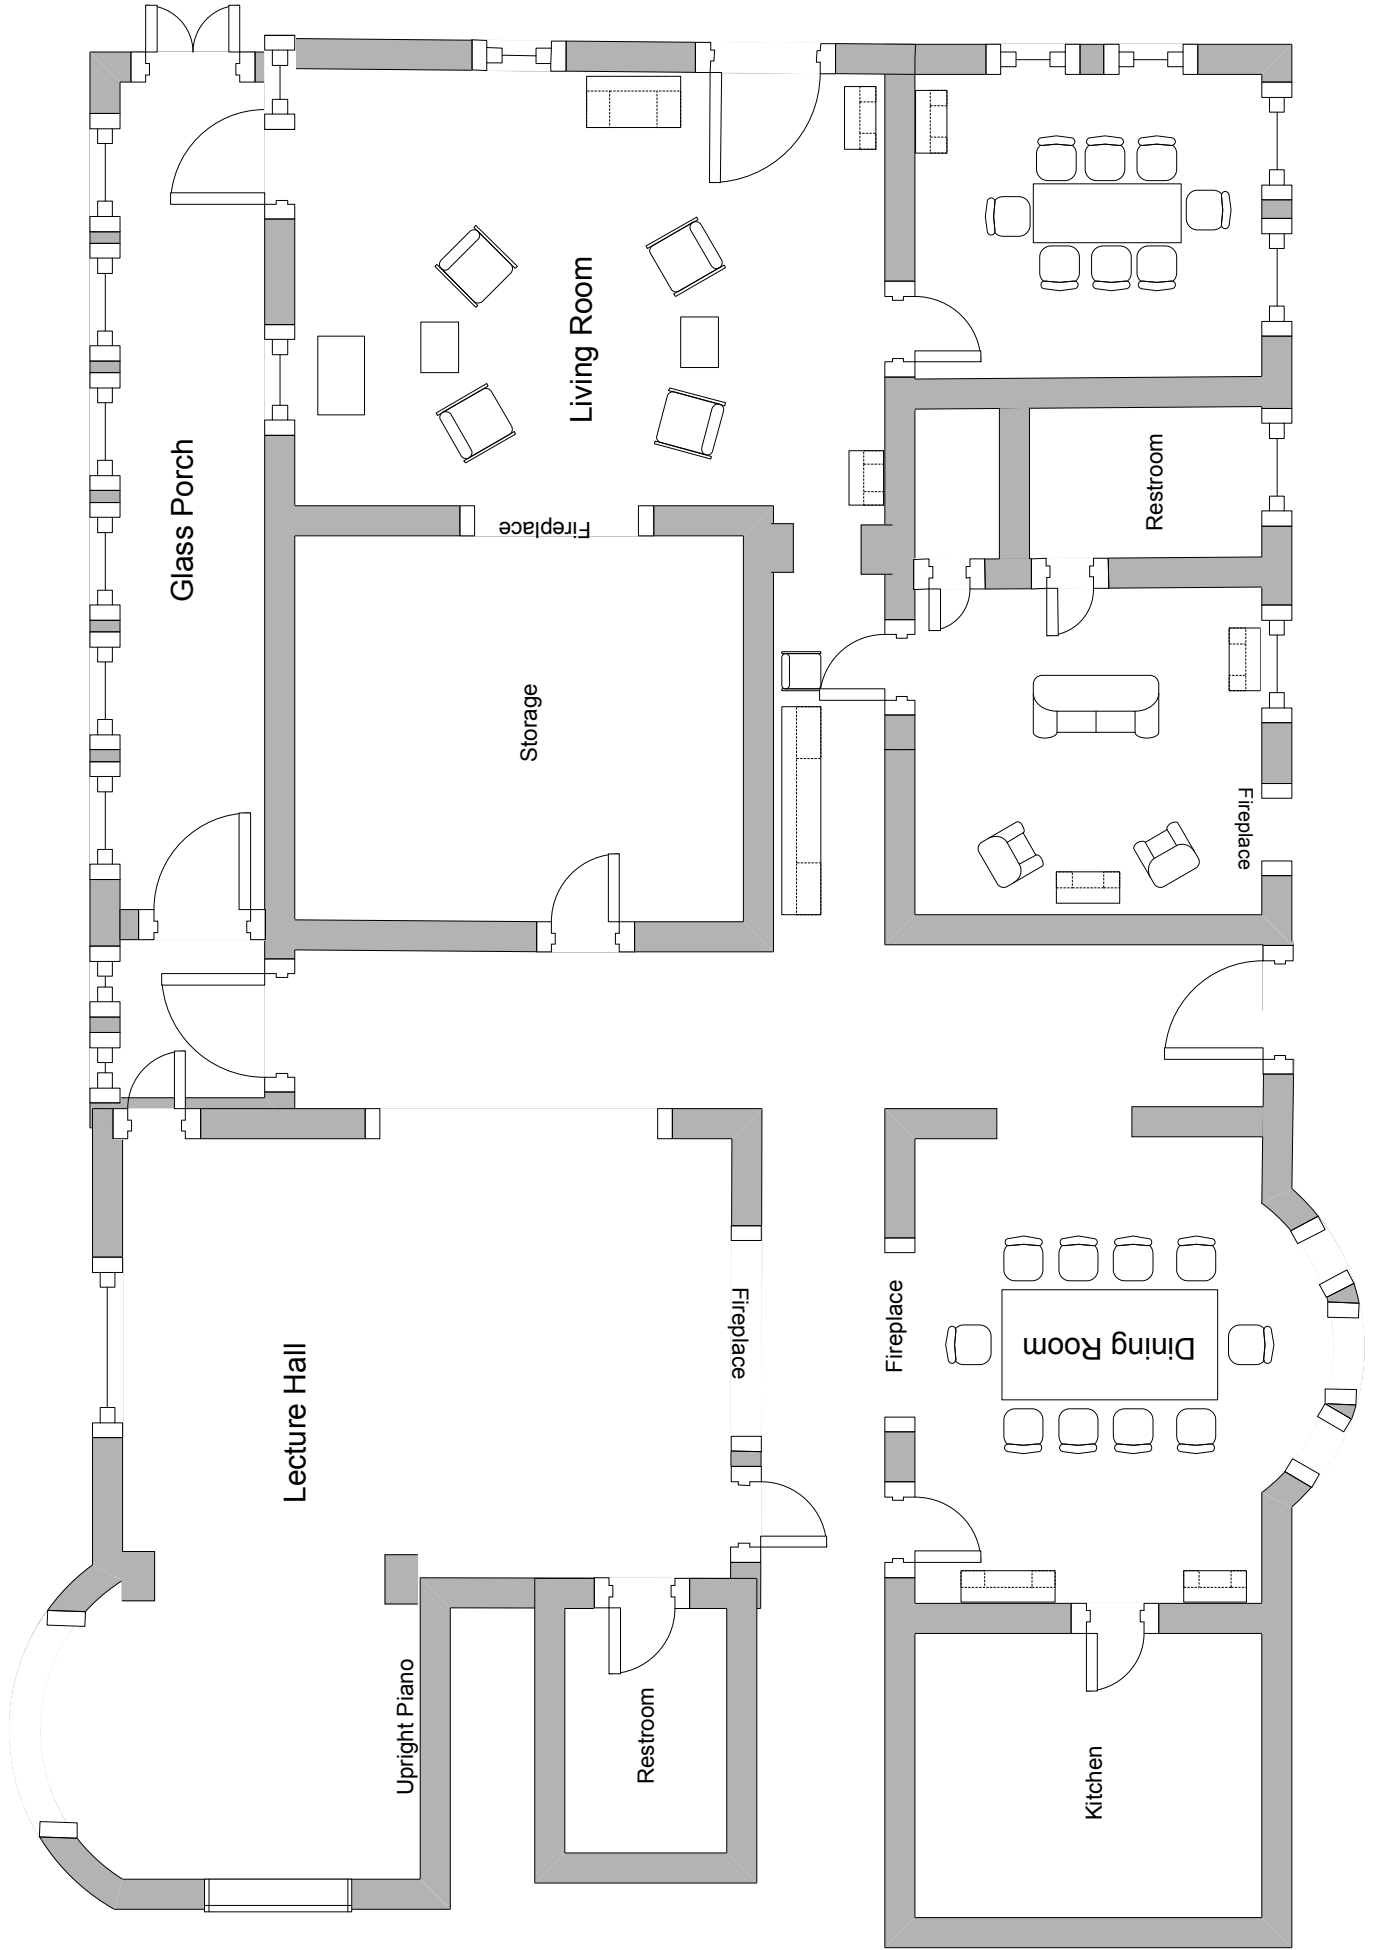 Glass Porch
Living Room
Restroom
Fireplace
Storage
Fireplace
Lecture Hall
Fireplace
Fireplace
Dining Room
Upright Piano
Restroom
Kitchen